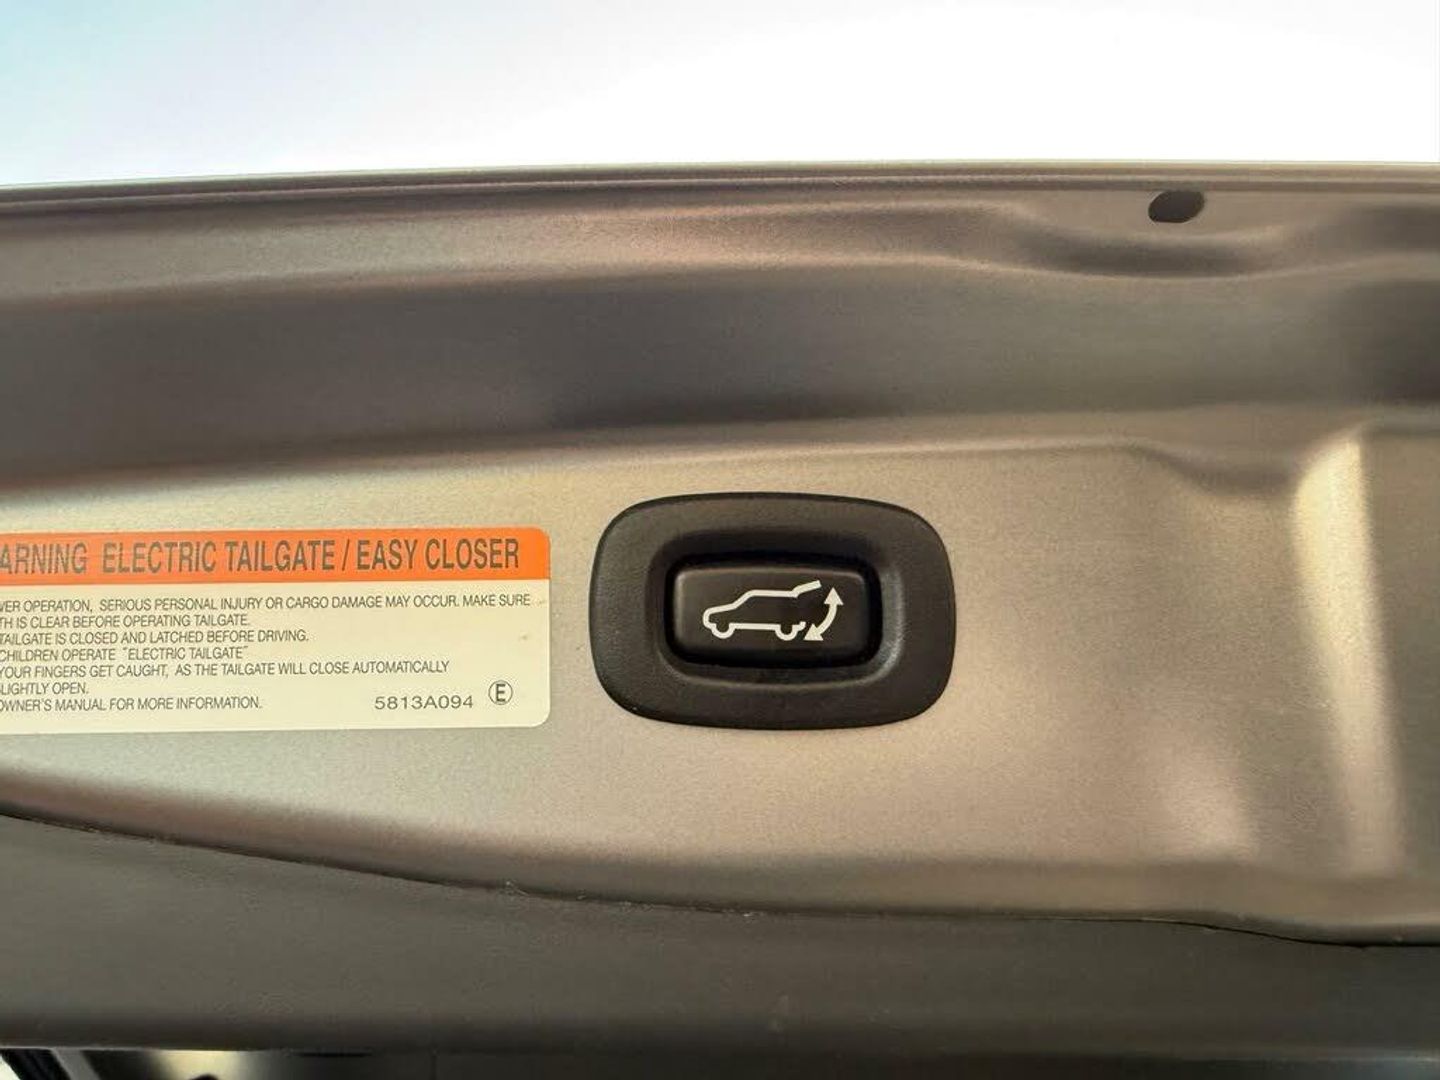 ARNING ELECTRIC TAILGATE / EASY CLOSER
WER OPERATION, SERIOUS PERSONAL INJURY OR CARGO DAMAGE MAY OCCUR. MAKE SURE
TH IS CLEAR BEFORE OPERATING TAILGATE.
TAILGATE IS CLOSED AND LATCHED BEFORE DRIVING.
CHILDREN OPERATE "ELECTRIC TAILGATE"
YOUR FINGERS GET CAUGHT, AS THE TAILGATE WILL CLOSE AUTOMATICALLY
SLIGHTLY OPEN.
OWNER'S MANUAL FOR MORE INFORMATION.
5813A094 Ⓔ